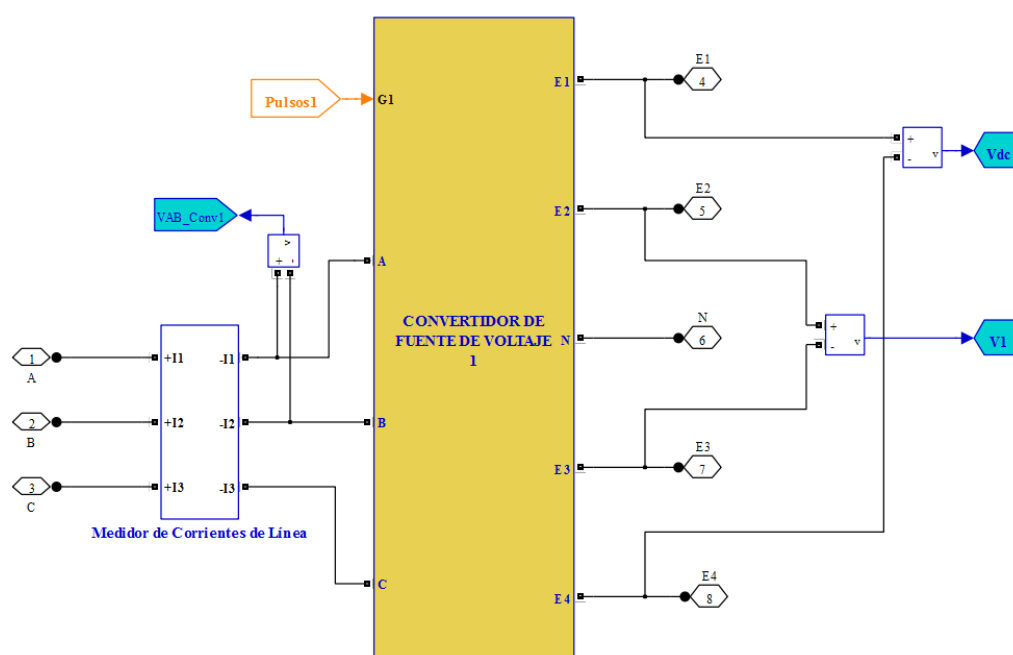 E1
4
E1
Pulsos1
G1
+
-
v
Vdc
E2
5
E2
VAB_Conv1
v
+ -
A
CONVERTIDOR DE
FUENTE DE VOLTAJE
1
N
N
6
+
-
v
V1
1
A
+I1
-I1
2
B
+I2
-I2
B
3
C
+I3
-I3
Medidor de Corrientes de Línea
E3
E3
7
C
E4
E4
8